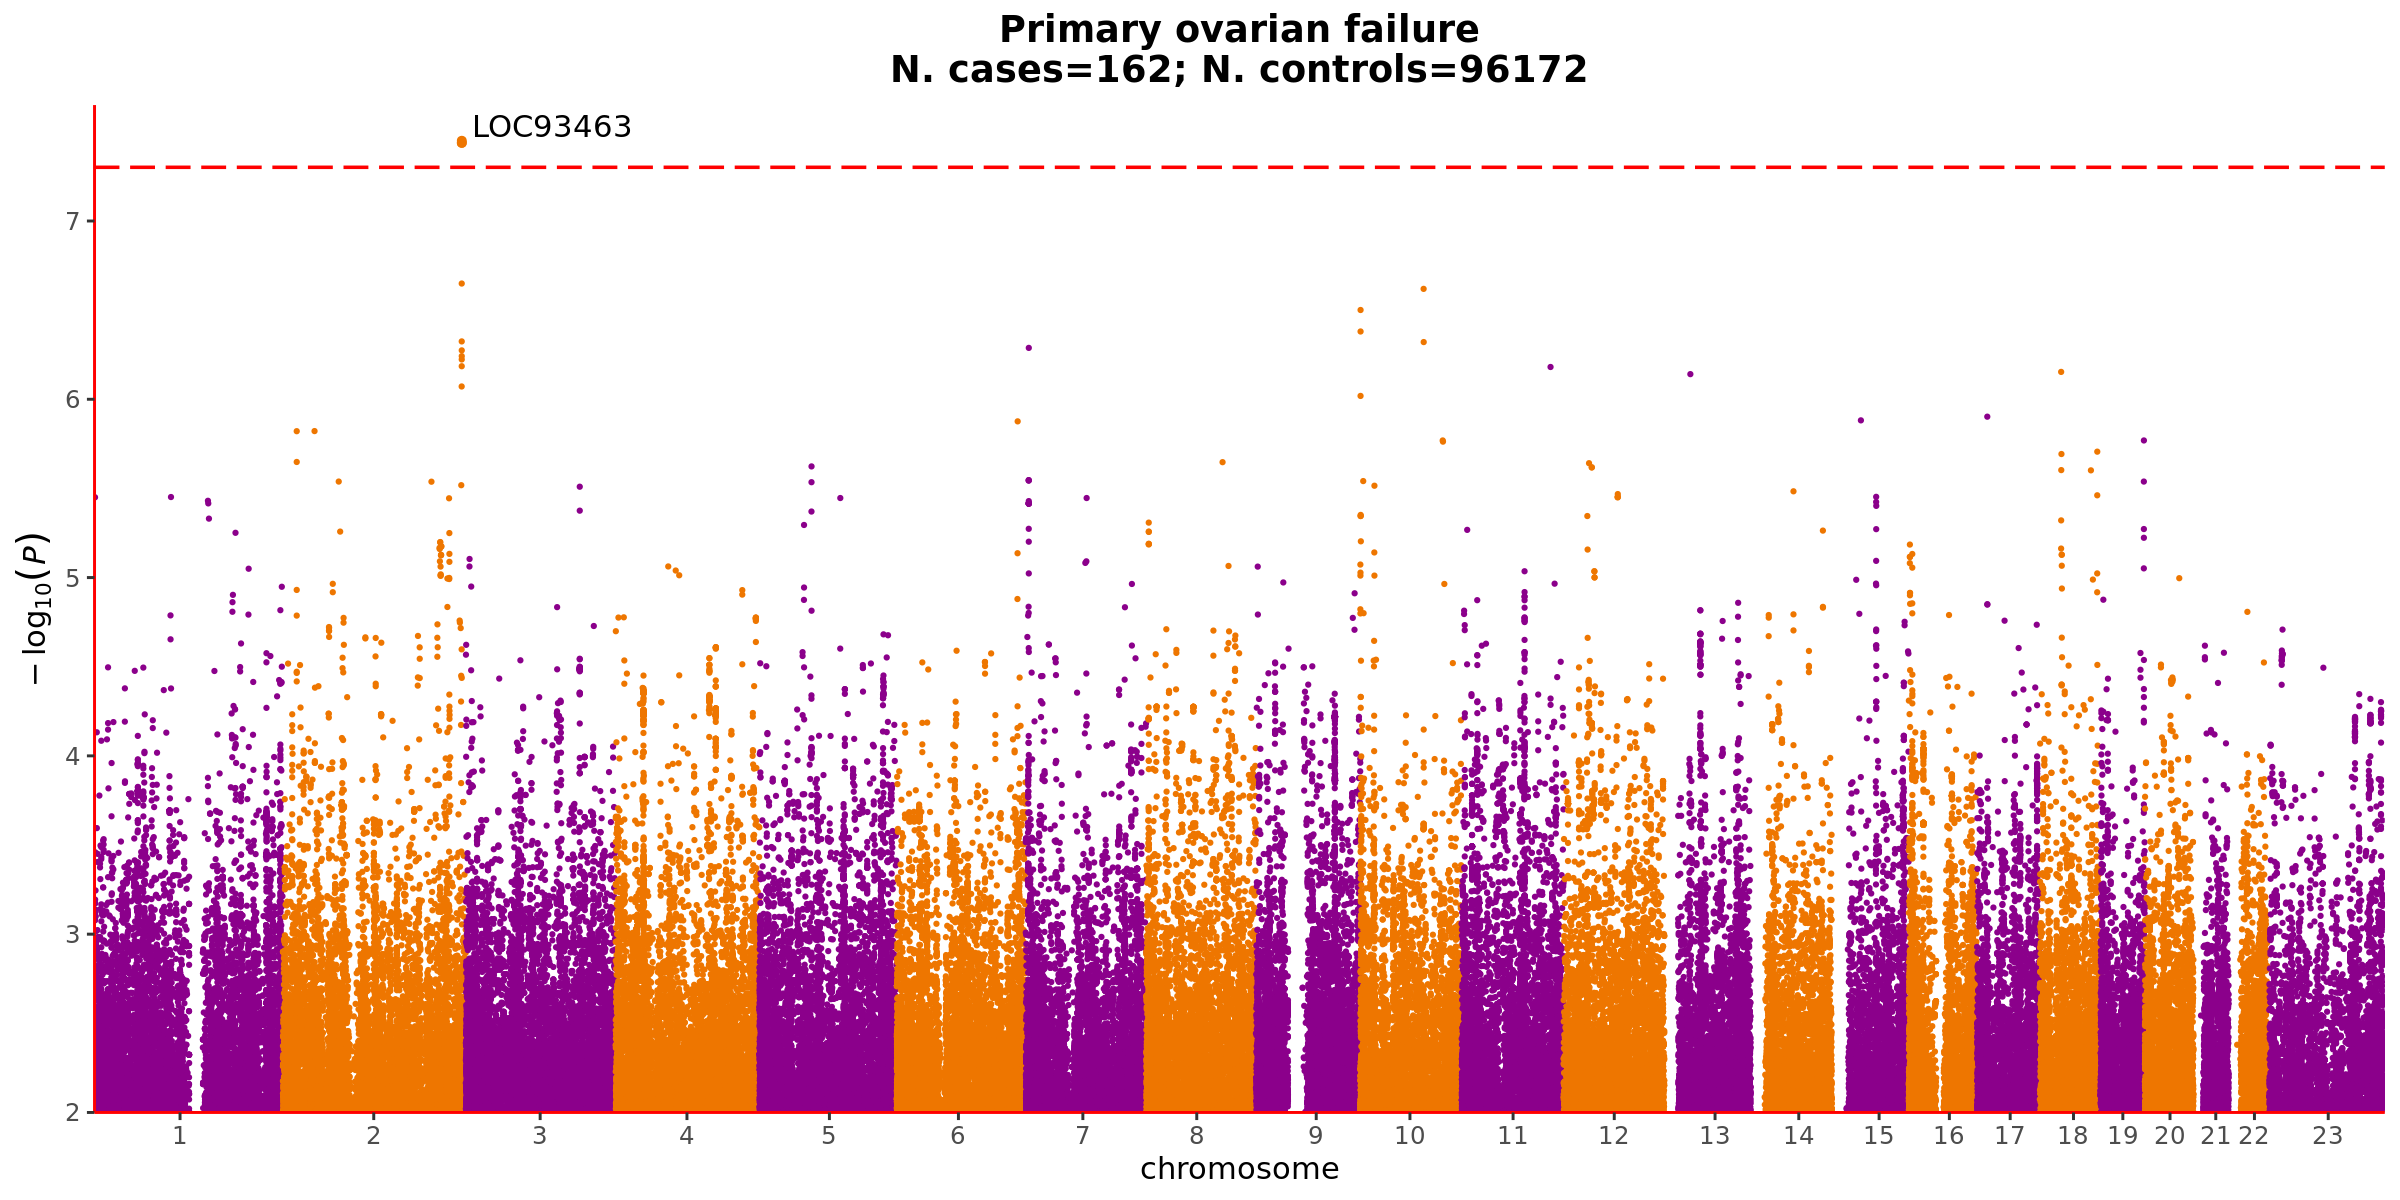 Primary ovarian failure
N. cases=162; N. controls=96172
LOC93463
7
6
5
4
3
2
−log₁₀(P)
1 2 3 4 5 6 7 8 9 10 11 12 13 14 15 16 17 18 19 20 21 22 23
chromosome